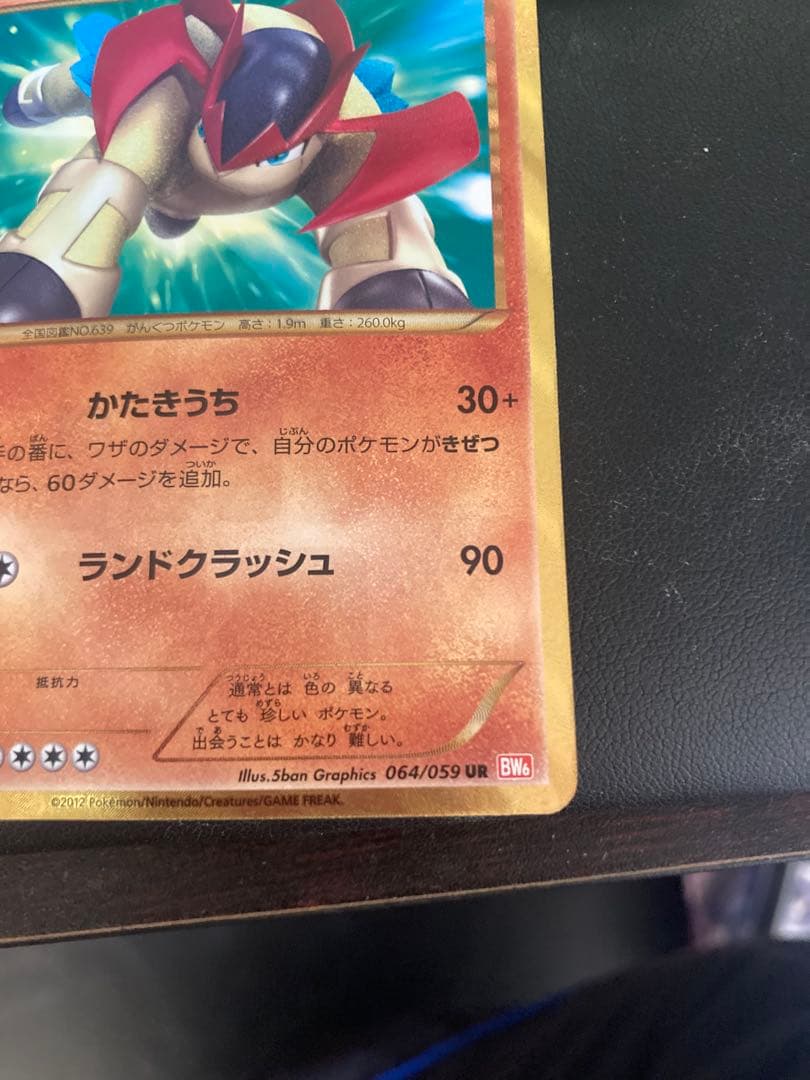 全国図鑑NO.639 がんくつポケモン 高さ:1.9m 重さ:260.0kg
かたきうち 30+
の番に、ワザのダメージで、自分のポケモンがきぜつ
なら、60ダメージを追加。
ランドクラッシュ 90
抵抗力
通常とは 色の 異なる
とても 珍しい ポケモン。
出会うことは かなり 難しい。
Illus.5ban Graphics 064/059 UR BW6
©2012 Pokémon/Nintendo/Creatures/GAME FREAK.